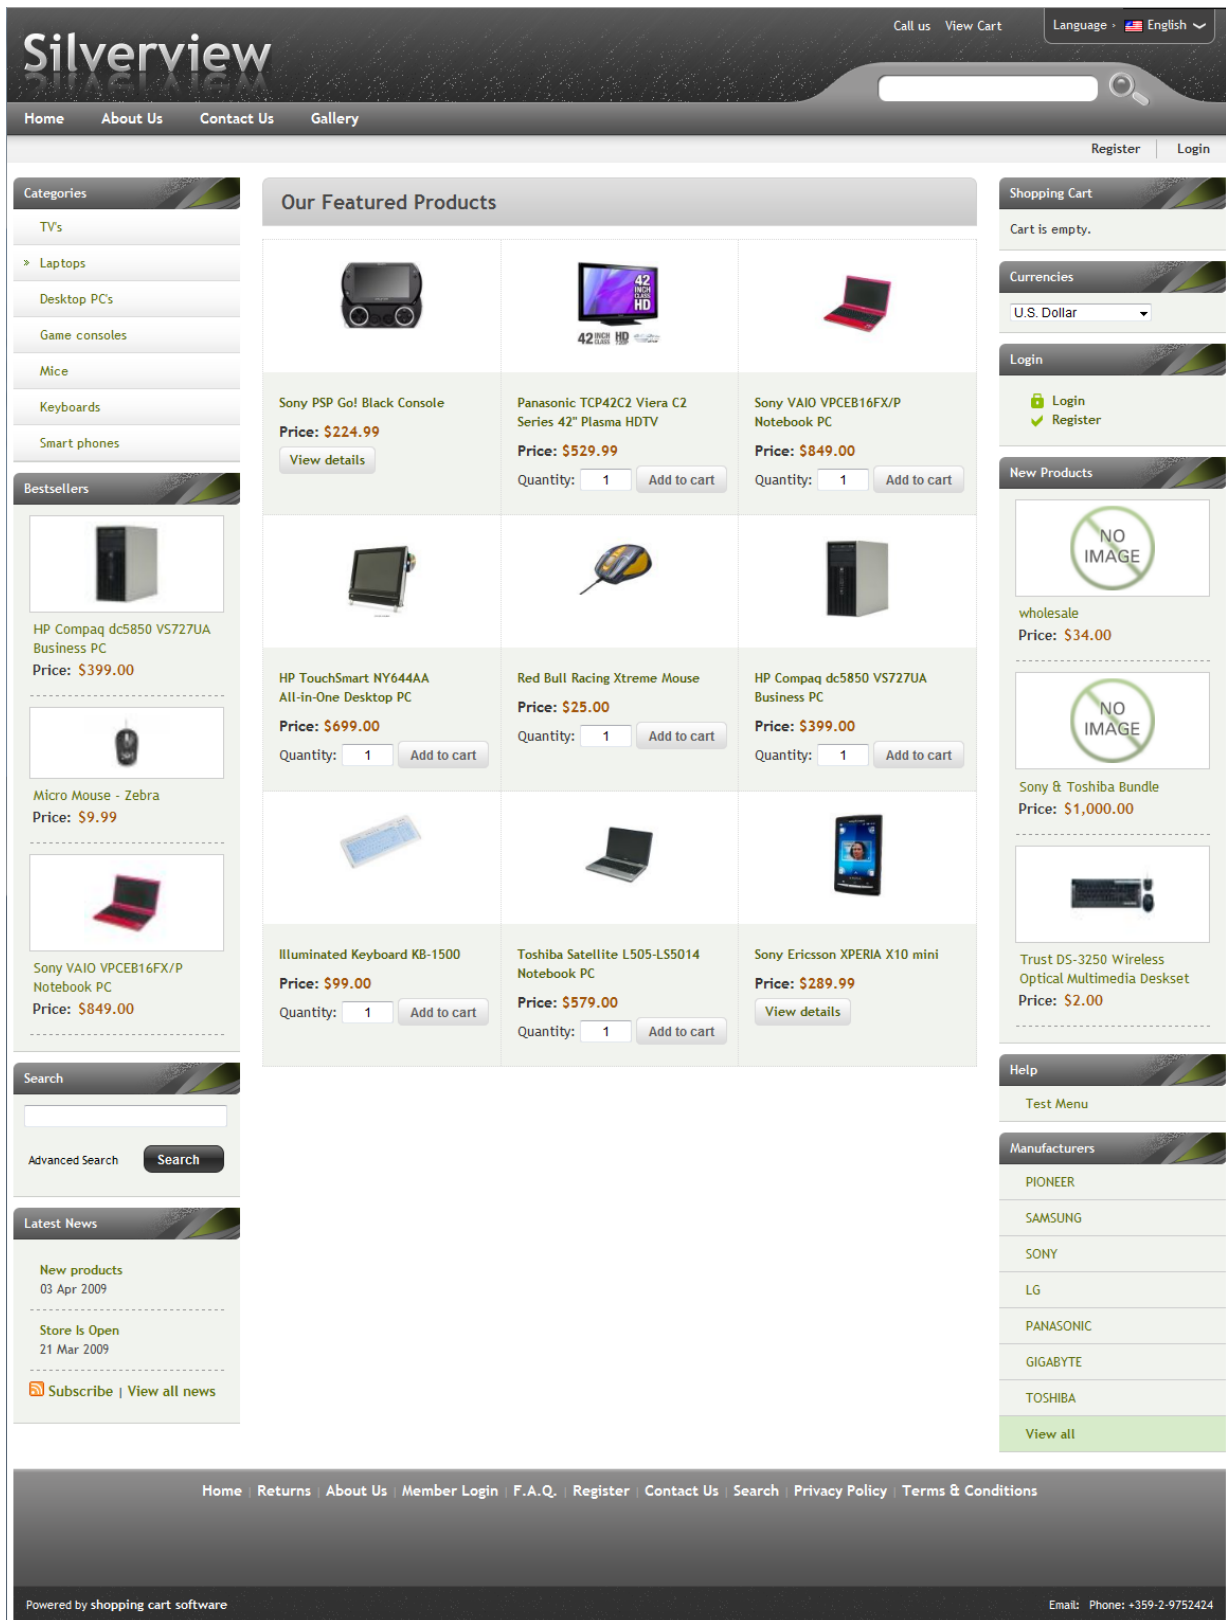 Silverview
Call us View Cart
Language English
Home About Us Contact Us Gallery
Register Login
Categories
TV's
» Laptops
Desktop PC's
Game consoles
Mice
Keyboards
Smart phones
Bestsellers
HP Compaq dc5850 VS727UA
Business PC
Price: $399.00
Micro Mouse - Zebra
Price: $9.99
Sony VAIO VPCEB16FX/P
Notebook PC
Price: $849.00
Search
Advanced Search Search
Latest News
New products
03 Apr 2009
Store Is Open
21 Mar 2009
Subscribe | View all news
Our Featured Products
42
INCH
CLASS
HD
42 INCH CLASS HD 720P
Sony PSP Go! Black Console
Price: $224.99
View details
Panasonic TCP42C2 Viera C2
Series 42" Plasma HDTV
Price: $529.99
Quantity: 1 Add to cart
Sony VAIO VPCEB16FX/P
Notebook PC
Price: $849.00
Quantity: 1 Add to cart
HP TouchSmart NY644AA
All-in-One Desktop PC
Price: $699.00
Quantity: 1 Add to cart
Red Bull Racing Xtreme Mouse
Price: $25.00
Quantity: 1 Add to cart
HP Compaq dc5850 VS727UA
Business PC
Price: $399.00
Quantity: 1 Add to cart
Illuminated Keyboard KB-1500
Price: $99.00
Quantity: 1 Add to cart
Toshiba Satellite L505-LS5014
Notebook PC
Price: $579.00
Quantity: 1 Add to cart
Sony Ericsson XPERIA X10 mini
Price: $289.99
View details
Shopping Cart
Cart is empty.
Currencies
U.S. Dollar
Login
Login
Register
New Products
NO
IMAGE
wholesale
Price: $34.00
NO
IMAGE
Sony & Toshiba Bundle
Price: $1,000.00
Trust DS-3250 Wireless
Optical Multimedia Deskset
Price: $2.00
Help
Test Menu
Manufacturers
PIONEER
SAMSUNG
SONY
LG
PANASONIC
GIGABYTE
TOSHIBA
View all
Home | Returns | About Us | Member Login | F.A.Q. | Register | Contact Us | Search | Privacy Policy | Terms & Conditions
Powered by shopping cart software
Email: Phone: +359-2-9752424